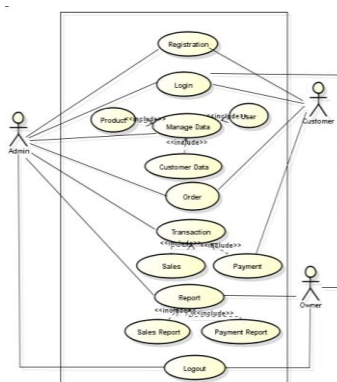 Registration
Login
Product
<<include>>
<<include>>
User
Manage Data
Admin
Customer
<<include>>
Customer Data
Order
Transaction
<<include>>
<<include>>
Sales
Payment
Report
Owner
<<include>>
<<include>>
Sales Report
Payment Report
Logout